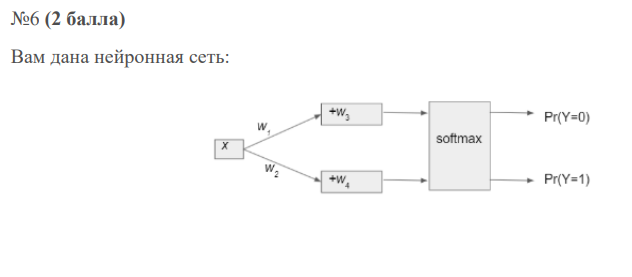 №6 (2 балла)
Вам дана нейронная сеть:
+w₃
Pr(Y=0)
w₁
softmax
x
w₂
+w₄
Pr(Y=1)